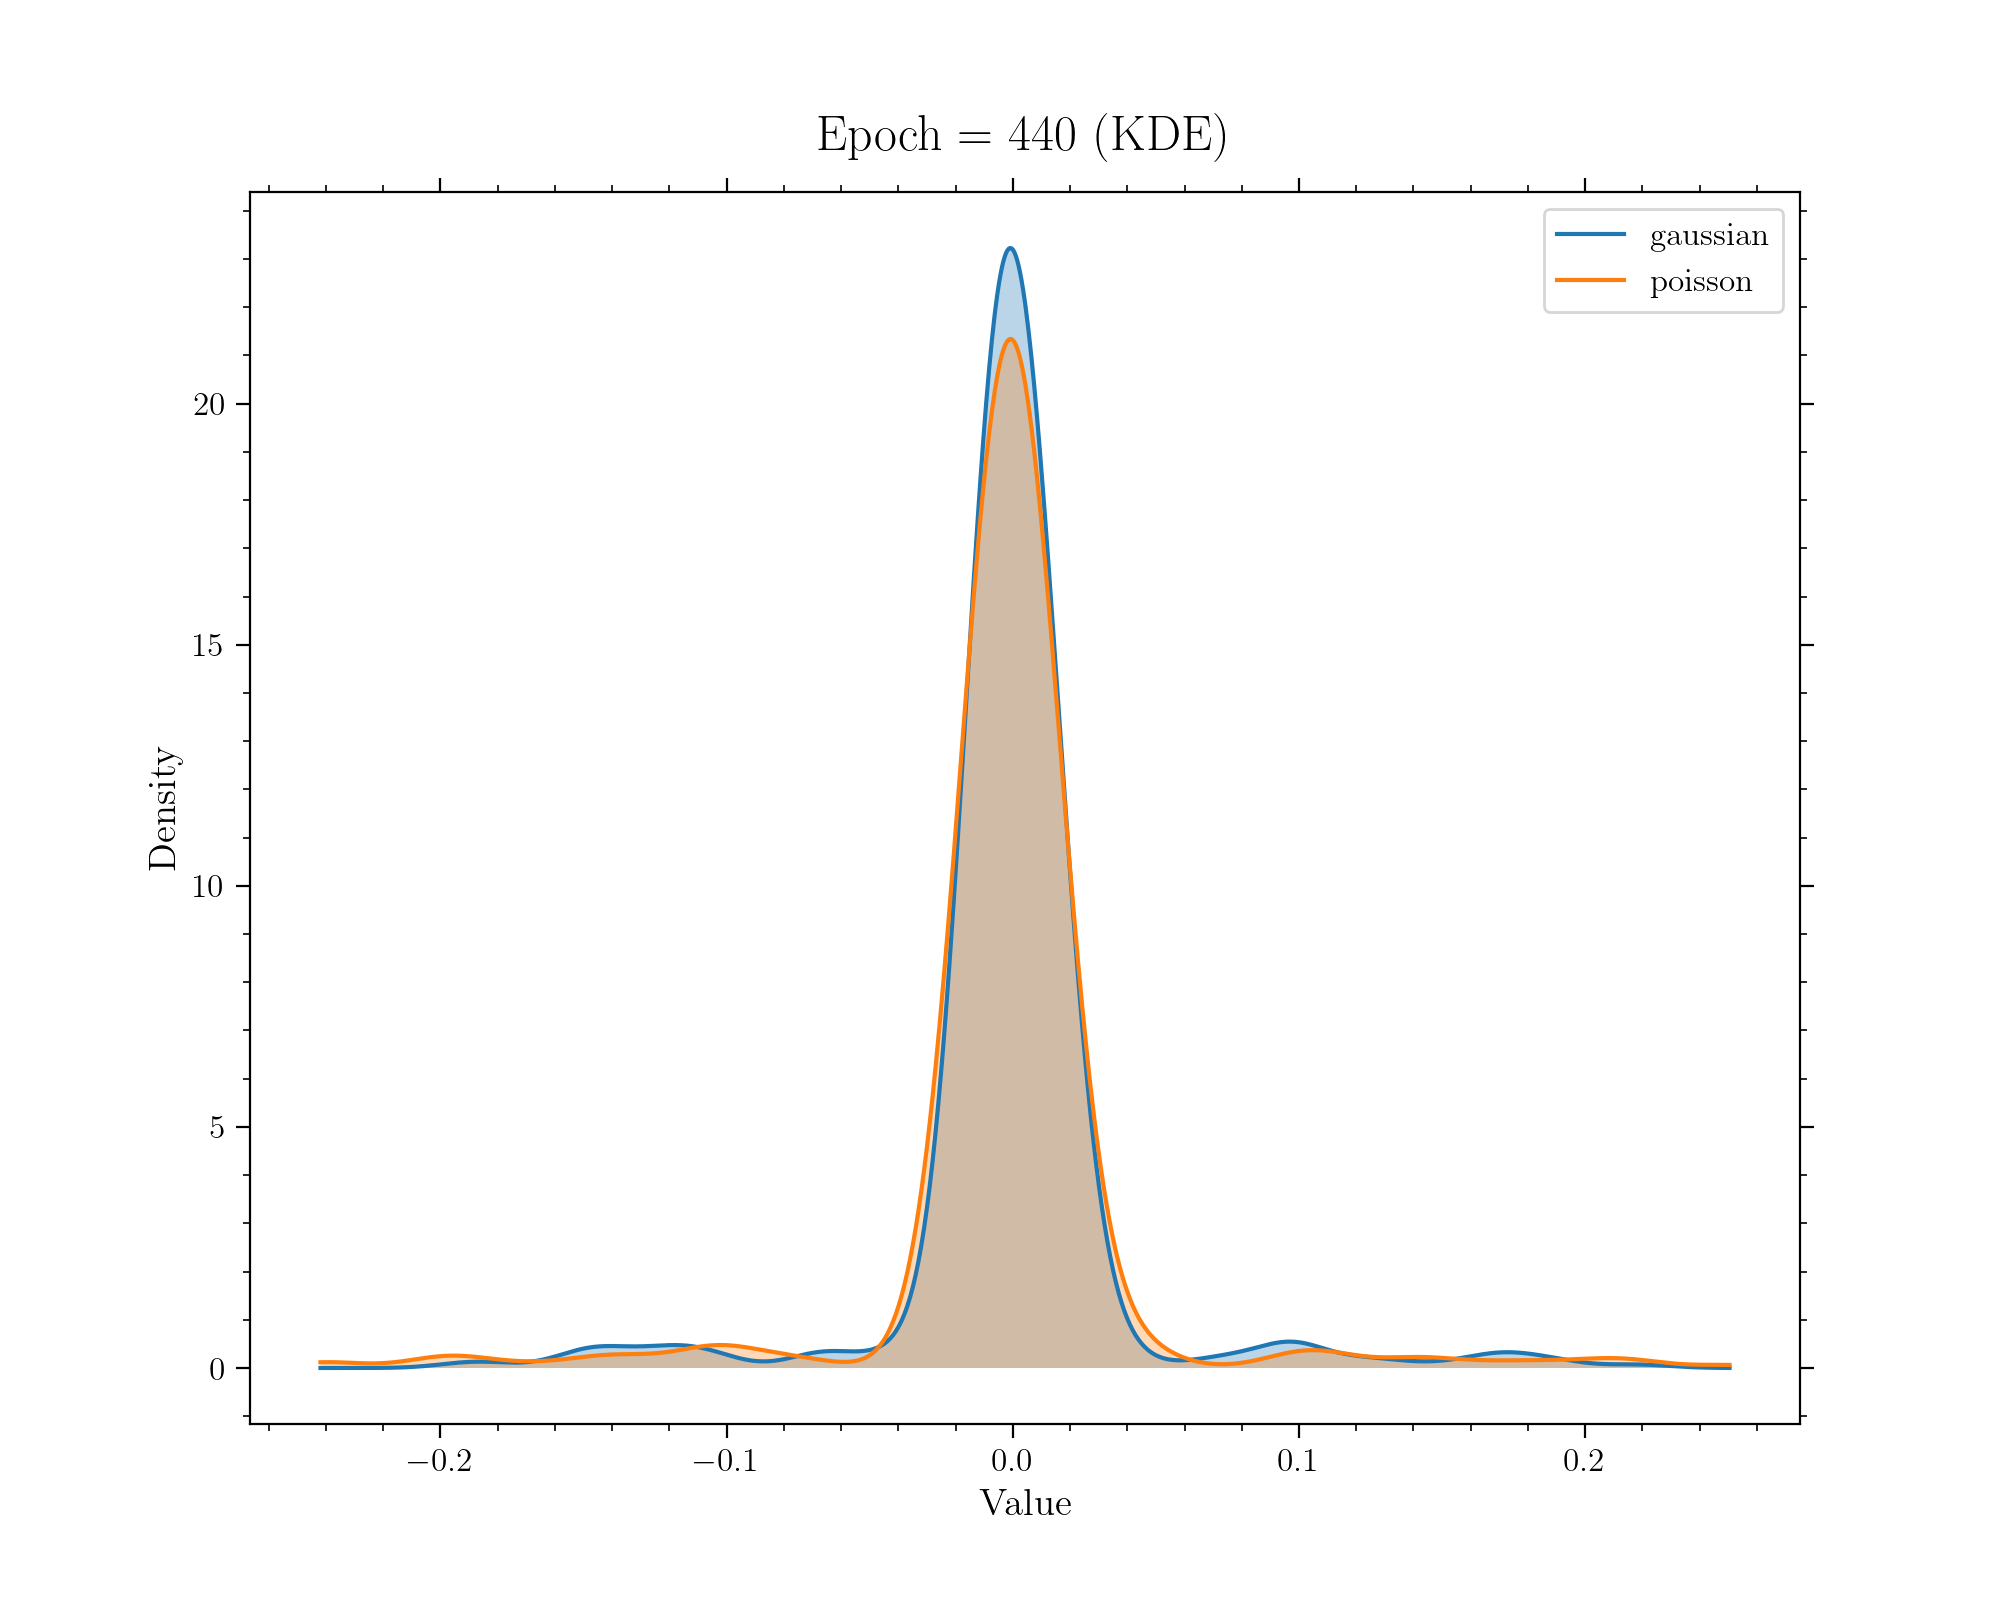 Epoch = 440 (KDE)
gaussian
poisson
20
15
10
5
0
Density
−0.2 −0.1 0.0 0.1 0.2
Value